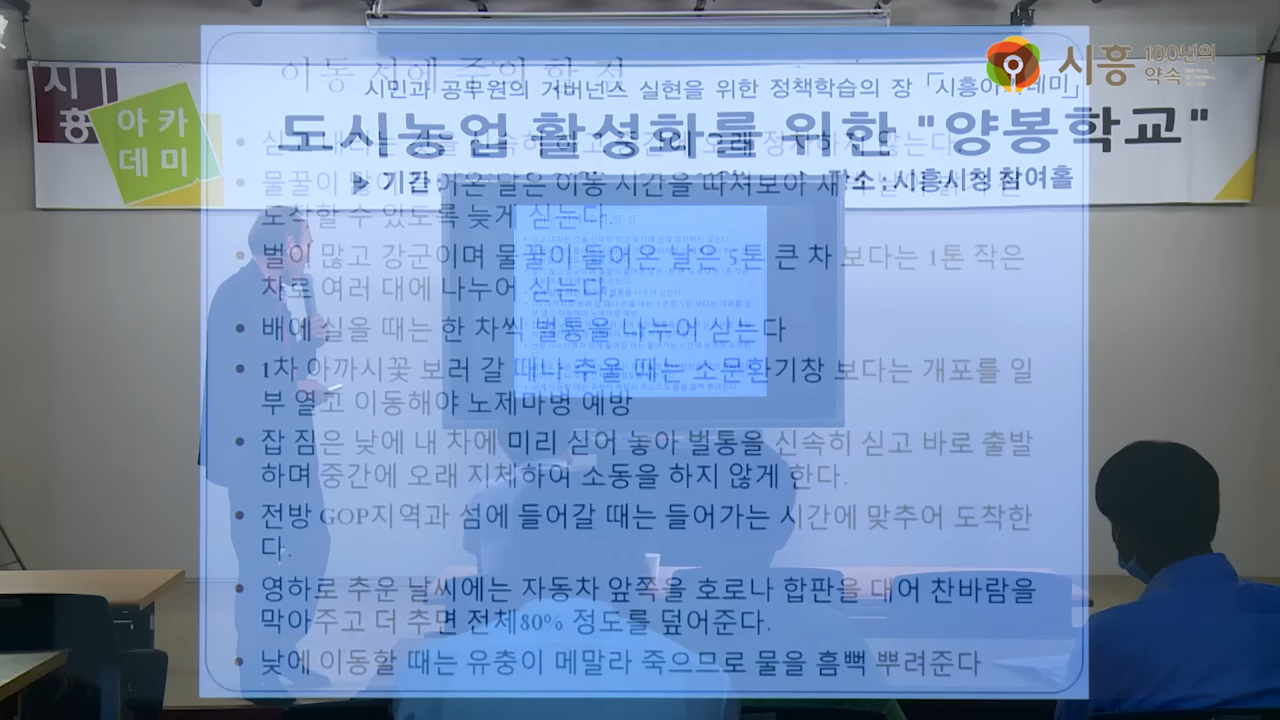 시흥 100년의 약속
시흥 아카데미
시민과 공무원의 거버넌스 실현을 위한 정책학습의 장 「시흥아카데미」
도시농업 활성화를 위한 "양봉학교"
▶ 기간
장소 : 시흥시청 참여홀
이동 시에 주의 할 점
• 물꿀이 많이 들어온 날은 이동 시간을 따져보아
도착할 수 있도록 늦게 싣는다.
• 벌이 많고 강군이며 물꿀이 들어온 날은 5톤 큰 차 보다는 1톤 작은
차로 여러 대에 나누어 싣는다.
• 배에 실을 때는 한 차씩 벌통을 나누어 싣는다
• 1차 아까시꽃 보러 갈 때나 추울 때는 소문환기창 보다는 개포를 일
부 열고 이동해야 노제마병 예방
• 잡 짐은 낮에 내 차에 미리 싣어 놓아 벌통을 신속히 싣고 바로 출발
하며 중간에 오래 지체하여 소동을 하지 않게 한다.
• 전방 GOP지역과 섬에 들어갈 때는 들어가는 시간에 맞추어 도착한
다.
• 영하로 추운 날씨에는 자동차 앞쪽을 호로나 합판을 대어 찬바람을
막아주고 더 추면 전체80% 정도를 덮어준다.
• 낮에 이동할 때는 유충이 메말라 죽으므로 물을 흠뻑 뿌려준다